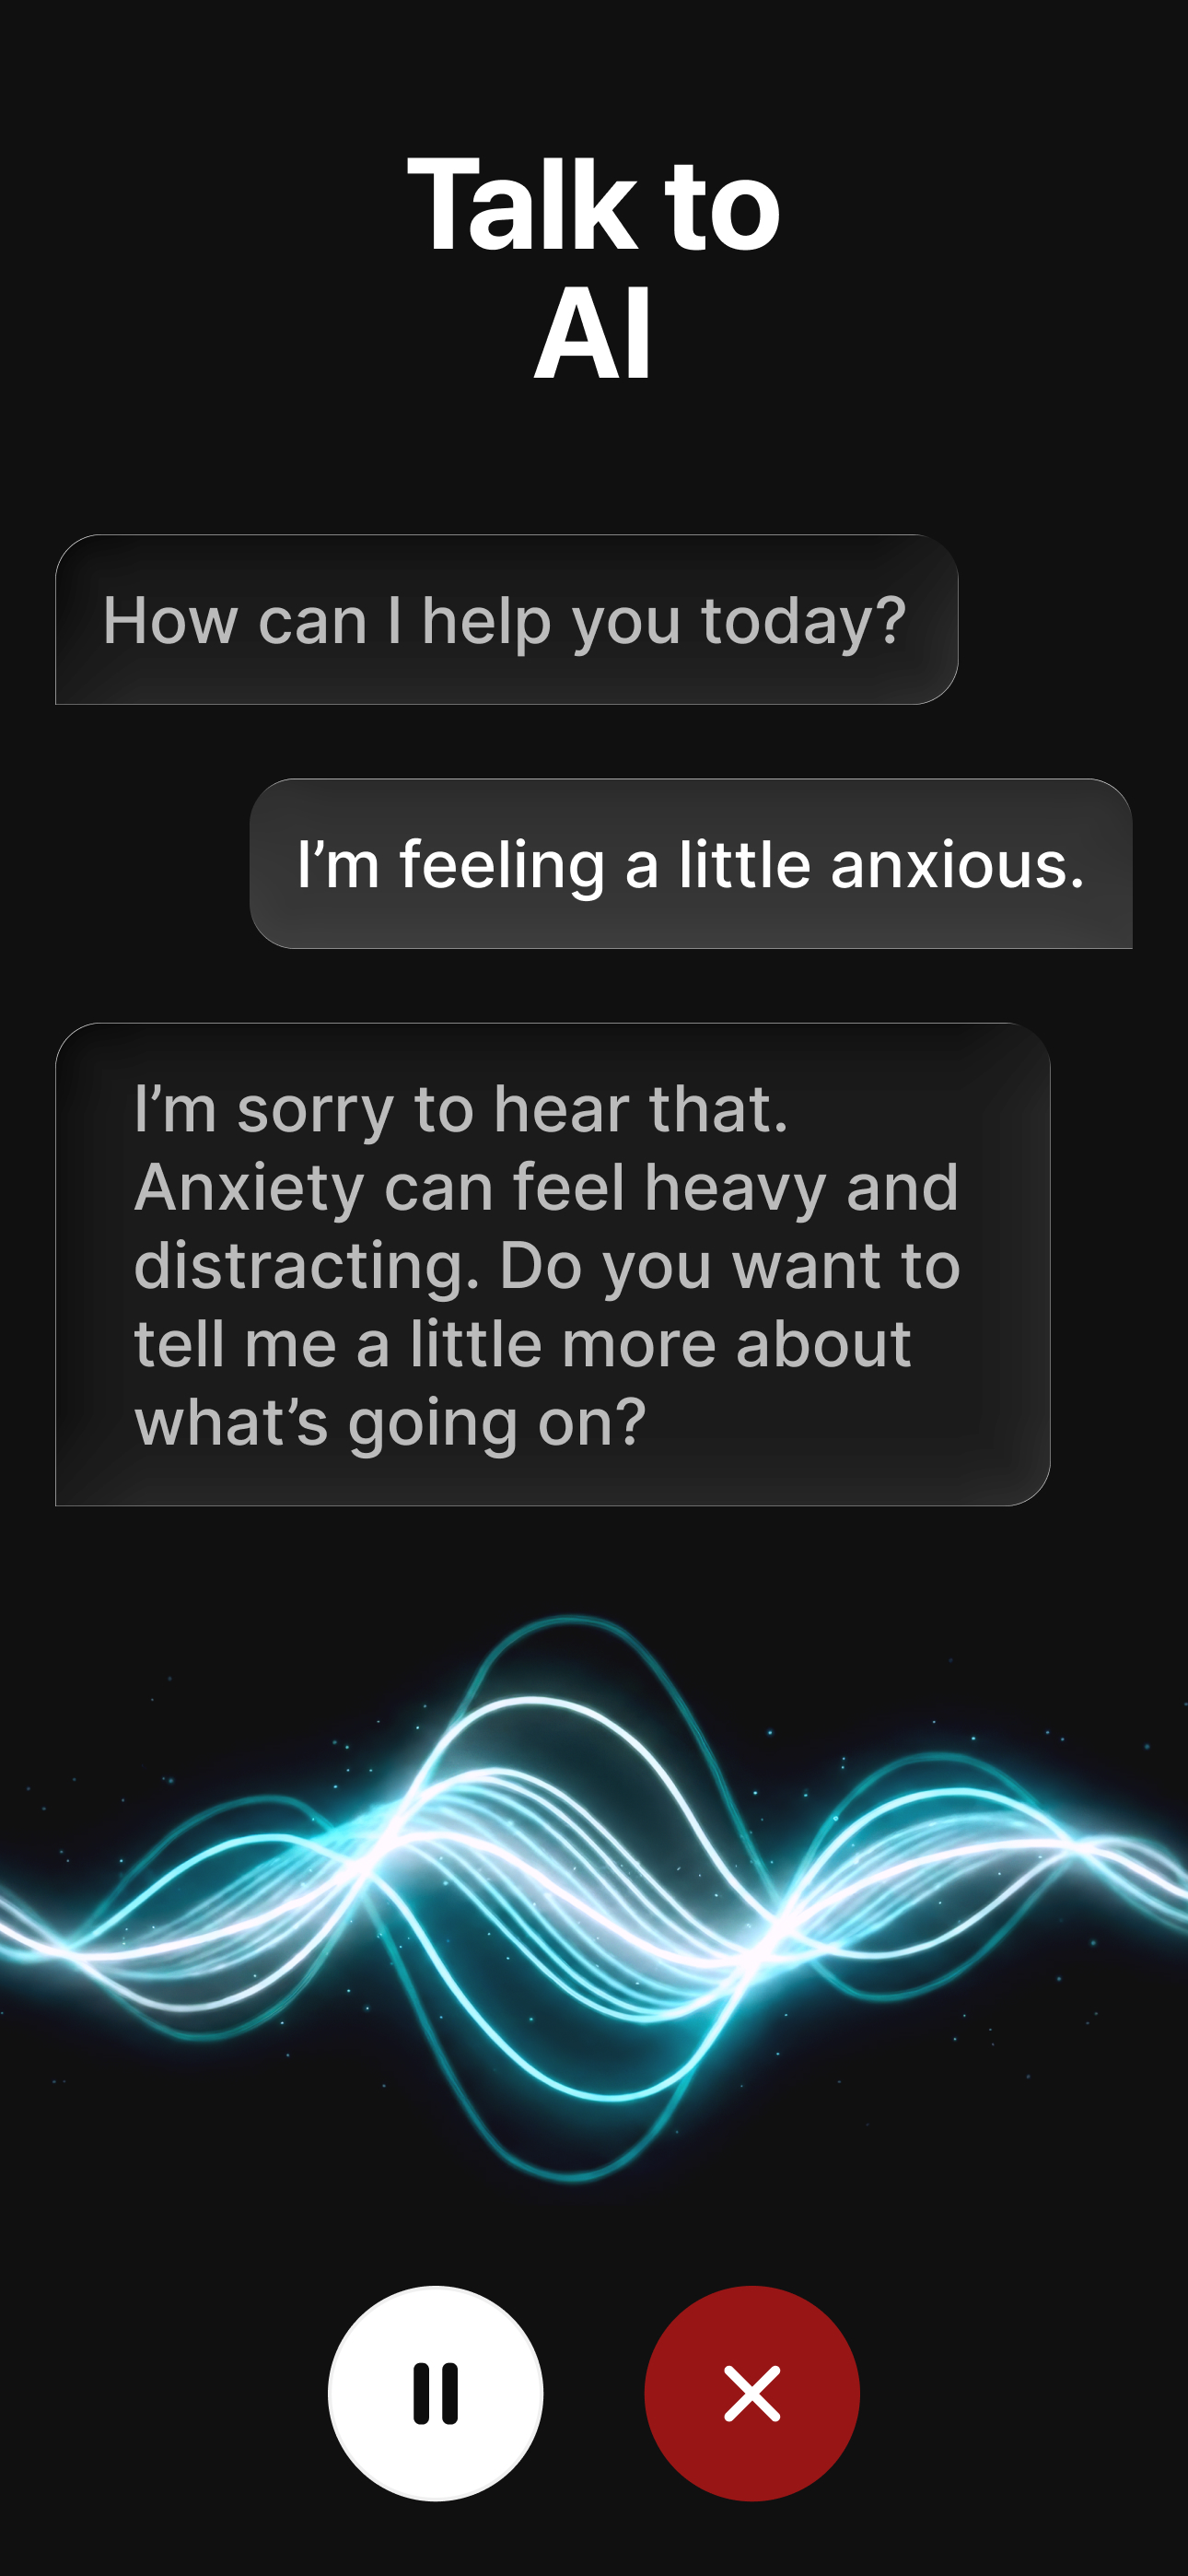 Talk to
AI
How can I help you today?
I’m feeling a little anxious.
I’m sorry to hear that.
Anxiety can feel heavy and
distracting. Do you want to
tell me a little more about
what’s going on?